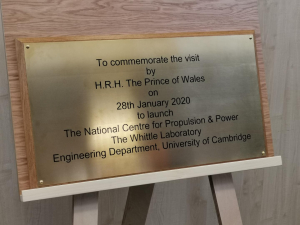 To commemorate the visit
by
H.R.H. The Prince of Wales
on
28th January 2020
to launch
The National Centre for Propulsion & Power
The Whittle Laboratory
Engineering Department, University of Cambridge